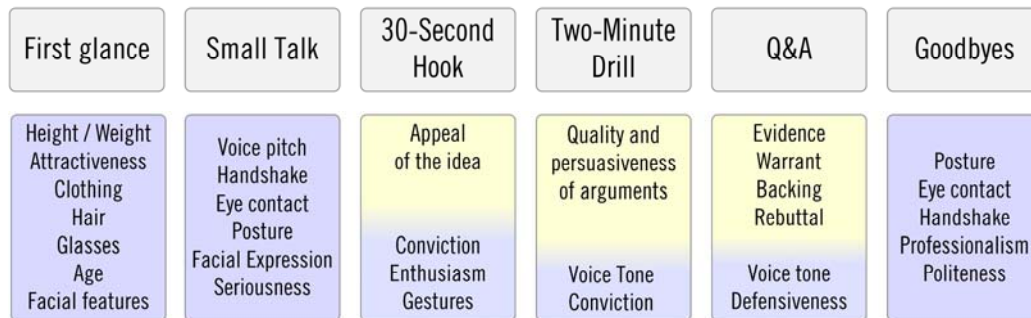 First glance
Small Talk
30-Second
Hook
Two-Minute
Drill
Q&A
Goodbyes
Height / Weight
Attractiveness
Clothing
Hair
Glasses
Age
Facial features
Voice pitch
Handshake
Eye contact
Posture
Facial Expression
Seriousness
Appeal
of the idea
Conviction
Enthusiasm
Gestures
Quality and
persuasiveness
of arguments
Voice Tone
Conviction
Evidence
Warrant
Backing
Rebuttal
Voice tone
Defensiveness
Posture
Eye contact
Handshake
Professionalism
Politeness